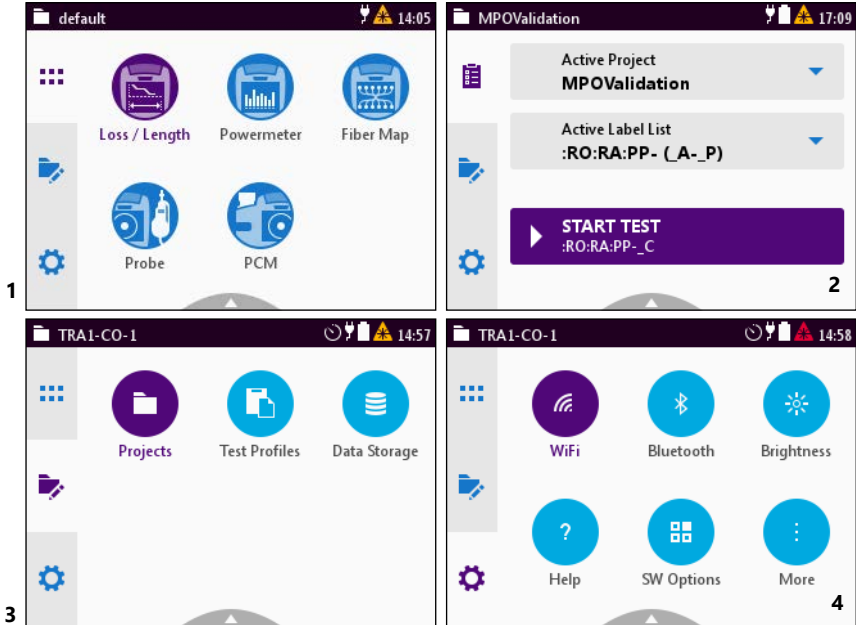 default 14:05
Loss / Length Powermeter Fiber Map
Probe PCM
1
MPOValidation 17:09
Active Project
MPOValidation
Active Label List
:RO:RA:PP- (_A-_P)
START TEST
:RO:RA:PP-_C
2
TRA1-CO-1 14:57
Projects Test Profiles Data Storage
3
TRA1-CO-1 14:58
WiFi Bluetooth Brightness
?
Help SW Options More
4